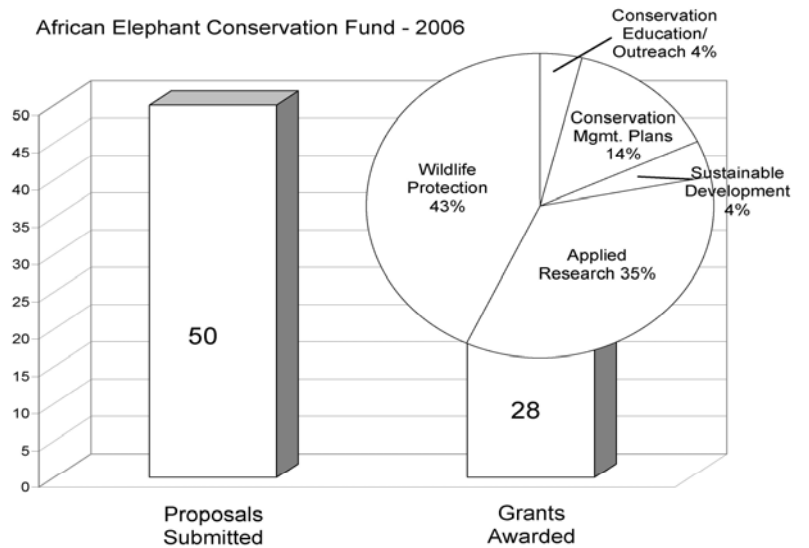 African Elephant Conservation Fund - 2006
Conservation
Education/
Outreach 4%
Conservation
Mgmt. Plans
14%
Sustainable
Development
4%
Wildlife
Protection
43%
Applied
Research 35%
50
45
40
35
30
25
20
15
10
5
0
50
28
Proposals
Submitted
Grants
Awarded